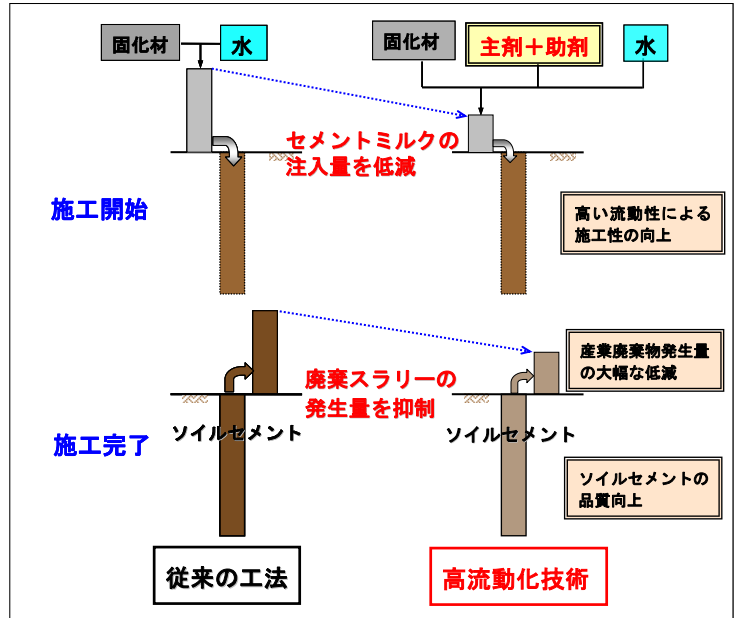 固化材
水
固化材
主剤＋助剤
水
セメントミルクの
注入量を低減
施工開始
高い流動性による
施工性の向上
産業廃棄物発生量
の大幅な低減
廃棄スラリーの
発生量を抑制
ソイルセメント
ソイルセメント
施工完了
ソイルセメントの
品質向上
従来の工法
高流動化技術